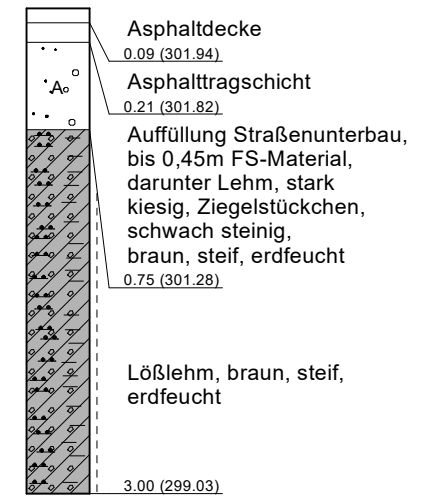 Asphaltdecke
0.09 (301.94)
Asphalttragschicht
0.21 (301.82)
A
Auffüllung Straßenunterbau,
bis 0,45m FS-Material,
darunter Lehm, stark
kiesig, Ziegelstückchen,
schwach steinig,
braun, steif, erdfeucht
0.75 (301.28)
Lößlehm, braun, steif,
erdfeucht
3.00 (299.03)